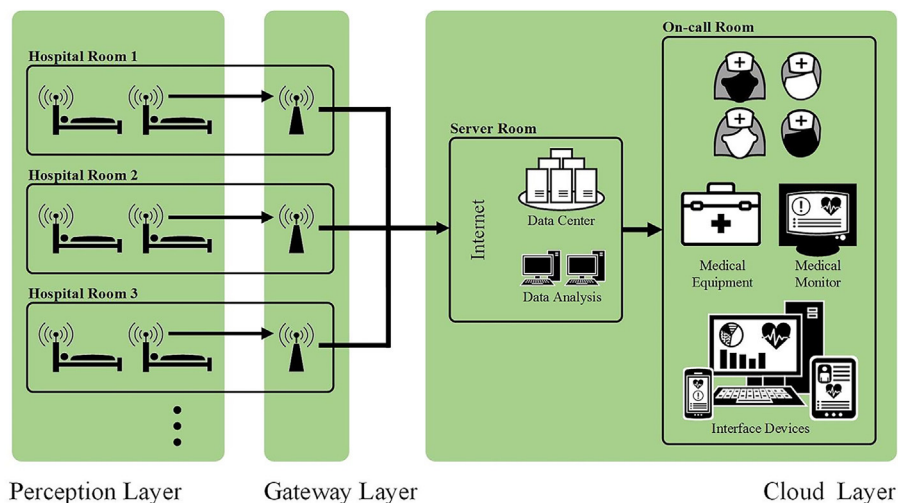 On-call Room
Hospital Room 1
Server Room
Internet
Data Center
Data Analysis
Hospital Room 2
Hospital Room 3
Medical
Equipment
Medical
Monitor
Interface Devices
Perception Layer
Gateway Layer
Cloud Layer